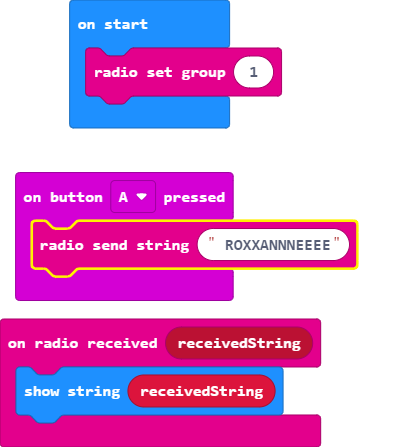 on start
radio set group 1
on button A pressed
radio send string " ROXXANNNEEEE"
on radio received receivedString
show string receivedString